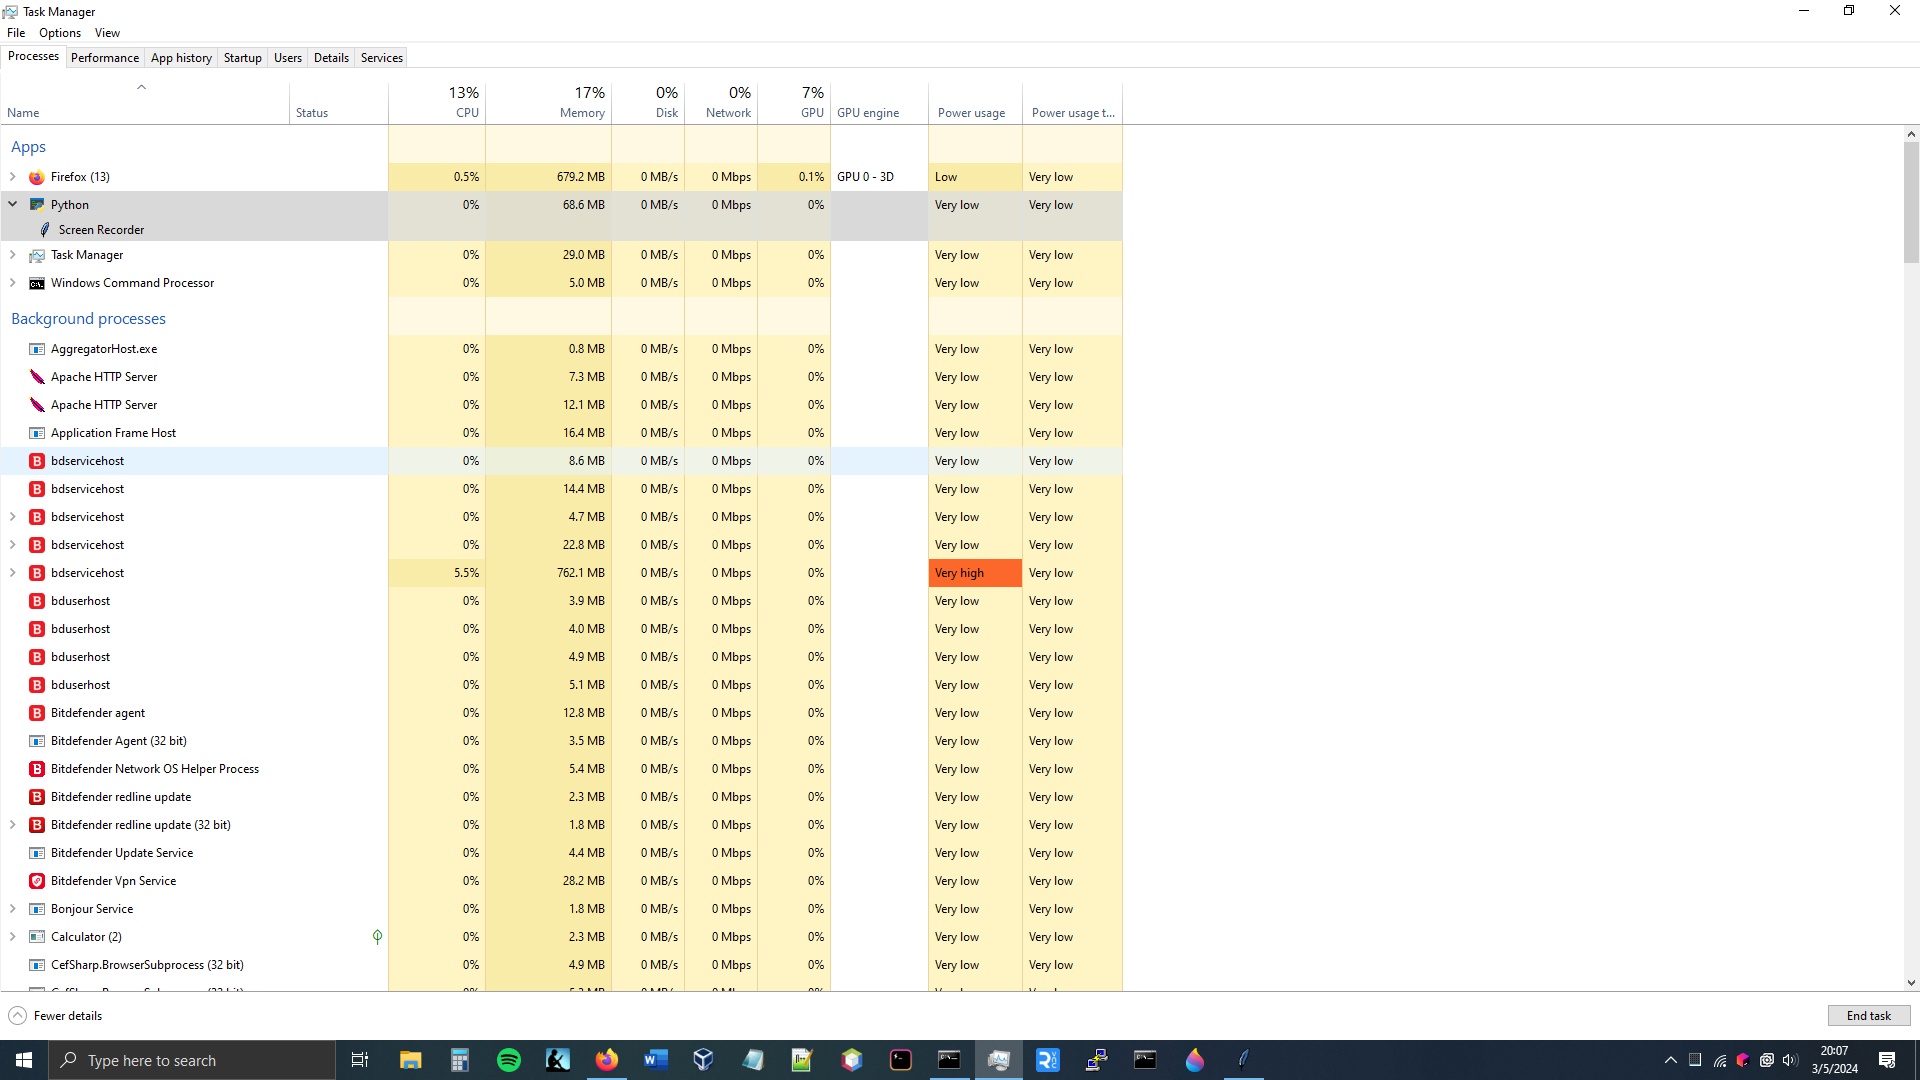 Task Manager
File Options View
Processes Performance App history Startup Users Details Services
13% 17% 0% 0% 7%
Name Status CPU Memory Disk Network GPU GPU engine Power usage Power usage t...
Apps
Firefox (13) 0.5% 679.2 MB 0 MB/s 0 Mbps 0.1% GPU 0 - 3D Low Very low
Python 0% 68.6 MB 0 MB/s 0 Mbps 0% Very low Very low
Screen Recorder
Task Manager 0% 29.0 MB 0 MB/s 0 Mbps 0% Very low Very low
Windows Command Processor 0% 5.0 MB 0 MB/s 0 Mbps 0% Very low Very low
Background processes
AggregatorHost.exe 0% 0.8 MB 0 MB/s 0 Mbps 0% Very low Very low
Apache HTTP Server 0% 7.3 MB 0 MB/s 0 Mbps 0% Very low Very low
Apache HTTP Server 0% 12.1 MB 0 MB/s 0 Mbps 0% Very low Very low
Application Frame Host 0% 16.4 MB 0 MB/s 0 Mbps 0% Very low Very low
bdservicehost 0% 8.6 MB 0 MB/s 0 Mbps 0% Very low Very low
bdservicehost 0% 14.4 MB 0 MB/s 0 Mbps 0% Very low Very low
bdservicehost 0% 4.7 MB 0 MB/s 0 Mbps 0% Very low Very low
bdservicehost 0% 22.8 MB 0 MB/s 0 Mbps 0% Very low Very low
bdservicehost 5.5% 762.1 MB 0 MB/s 0 Mbps 0% Very high Very low
bduserhost 0% 3.9 MB 0 MB/s 0 Mbps 0% Very low Very low
bduserhost 0% 4.0 MB 0 MB/s 0 Mbps 0% Very low Very low
bduserhost 0% 4.9 MB 0 MB/s 0 Mbps 0% Very low Very low
bduserhost 0% 5.1 MB 0 MB/s 0 Mbps 0% Very low Very low
Bitdefender agent 0% 12.8 MB 0 MB/s 0 Mbps 0% Very low Very low
Bitdefender Agent (32 bit) 0% 3.5 MB 0 MB/s 0 Mbps 0% Very low Very low
Bitdefender Network OS Helper Process 0% 5.4 MB 0 MB/s 0 Mbps 0% Very low Very low
Bitdefender redline update 0% 2.3 MB 0 MB/s 0 Mbps 0% Very low Very low
Bitdefender redline update (32 bit) 0% 1.8 MB 0 MB/s 0 Mbps 0% Very low Very low
Bitdefender Update Service 0% 4.4 MB 0 MB/s 0 Mbps 0% Very low Very low
Bitdefender Vpn Service 0% 28.2 MB 0 MB/s 0 Mbps 0% Very low Very low
Bonjour Service 0% 1.8 MB 0 MB/s 0 Mbps 0% Very low Very low
Calculator (2) 0% 2.3 MB 0 MB/s 0 Mbps 0% Very low Very low
CefSharp.BrowserSubprocess (32 bit) 0% 4.9 MB 0 MB/s 0 Mbps 0% Very low Very low
Fewer details End task
Type here to search
20:07
3/5/2024